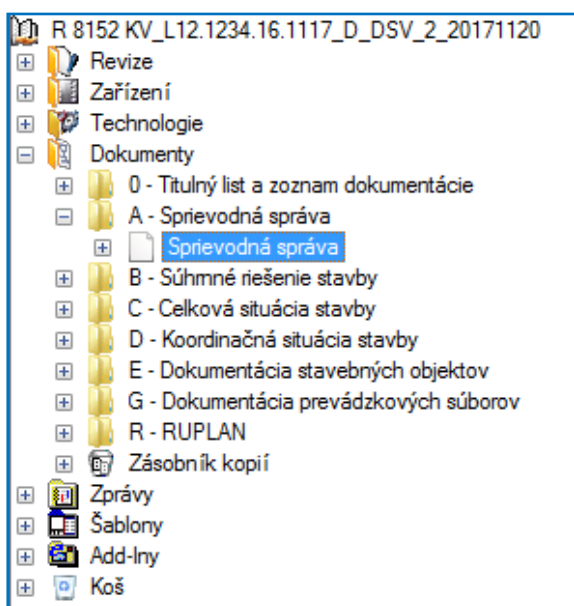 R 8152 KV_L12.1234.16.1117_D_DSV_2_20171120
Revize
Zařízení
Technologie
Dokumenty
0 - Titulný list a zoznam dokumentácie
A - Sprievodná správa
Sprievodná správa
B - Súhrnné riešenie stavby
C - Celková situácia stavby
D - Koordinačná situácia stavby
E - Dokumentácia stavebných objektov
G - Dokumentácia prevádzkových súborov
R - RUPLAN
Zásobník kopií
Zprávy
Šablony
Add-Iny
Koš